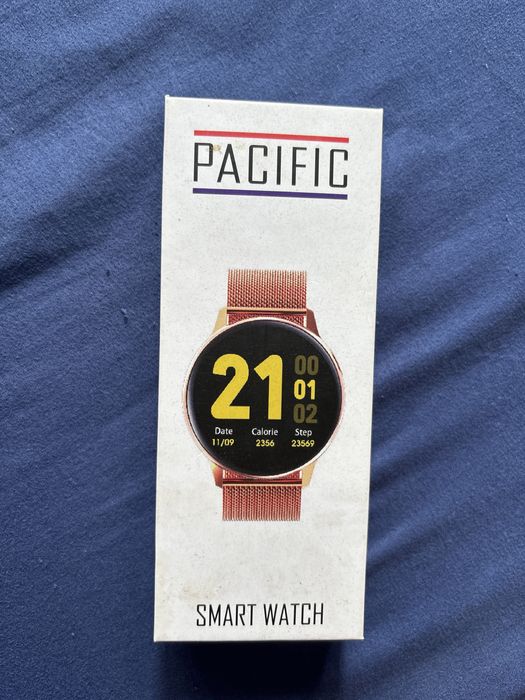 PACIFIC
00
21 01
02
Date Calorie Step
11/09 2356 23569
SMART WATCH